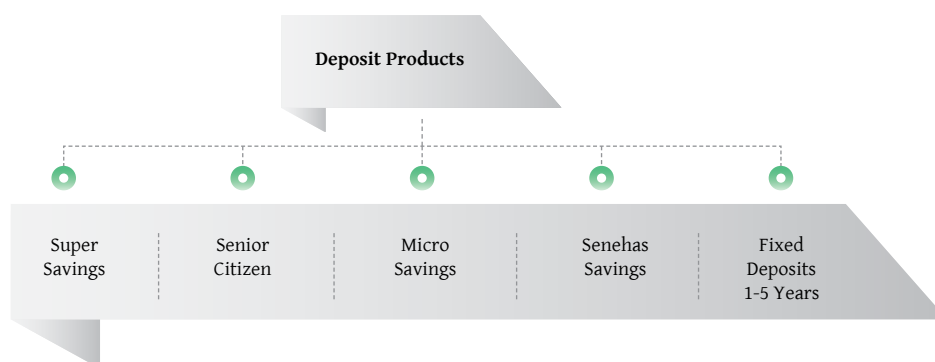 Deposit Products
Super
Savings
Senior
Citizen
Micro
Savings
Senehas
Savings
Fixed
Deposits
1-5 Years